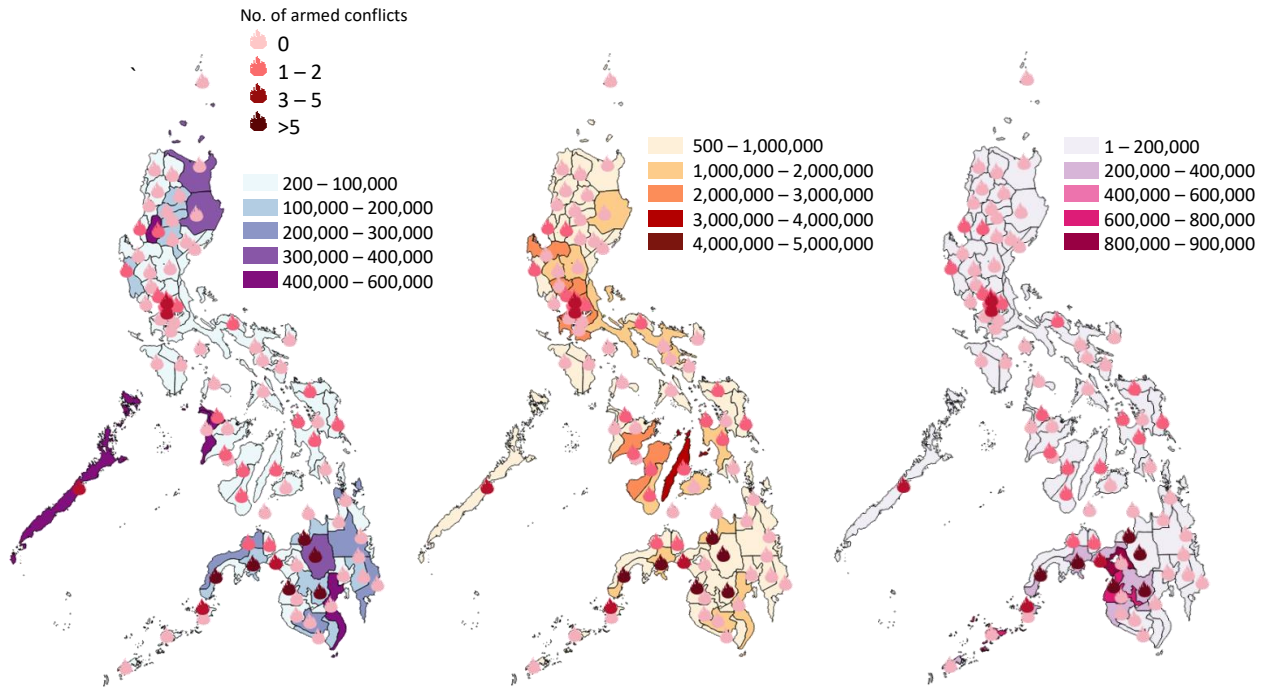 No. of armed conflicts
0
1 – 2
3 – 5
>5
200 – 100,000
100,000 – 200,000
200,000 – 300,000
300,000 – 400,000
400,000 – 600,000
500 – 1,000,000
1,000,000 – 2,000,000
2,000,000 – 3,000,000
3,000,000 – 4,000,000
4,000,000 – 5,000,000
1 – 200,000
200,000 – 400,000
400,000 – 600,000
600,000 – 800,000
800,000 – 900,000